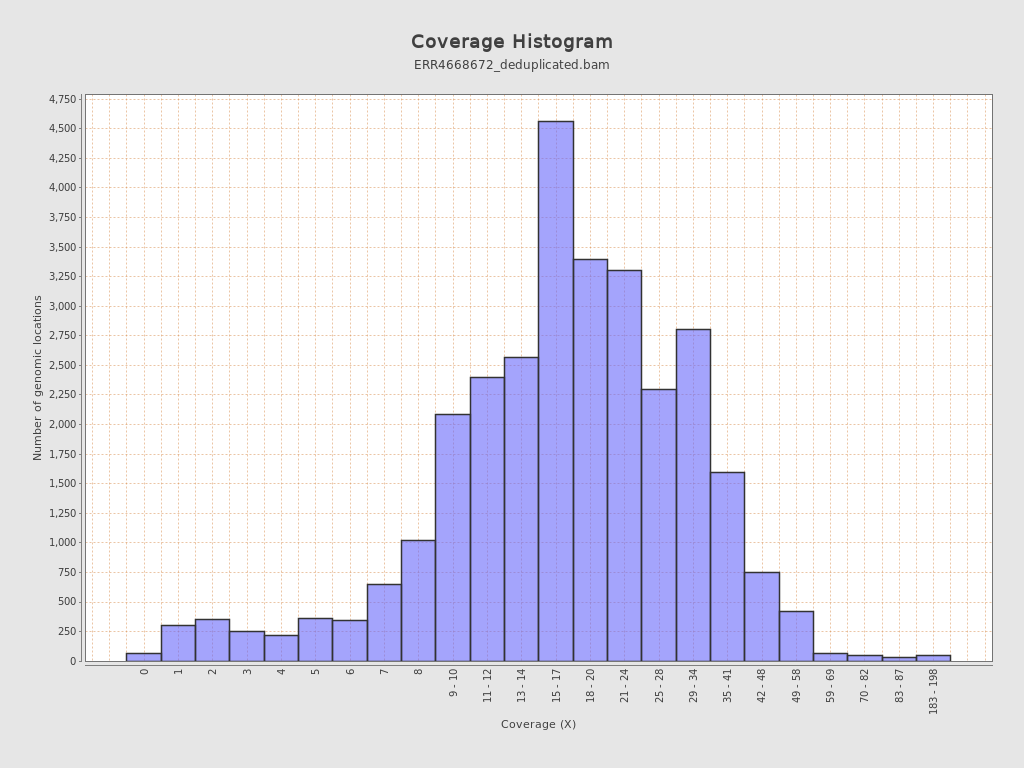 Coverage Histogram
ERR4668672_deduplicated.bam
Number of genomic locations
4,750
4,500
4,250
4,000
3,750
3,500
3,250
3,000
2,750
2,500
2,250
2,000
1,750
1,500
1,250
1,000
750
500
250
0
0
1
2
3
4
5
6
7
8
9 - 10
11 - 12
13 - 14
15 - 17
18 - 20
21 - 24
25 - 28
29 - 34
35 - 41
42 - 48
49 - 58
59 - 69
70 - 82
83 - 87
183 - 198
Coverage (X)